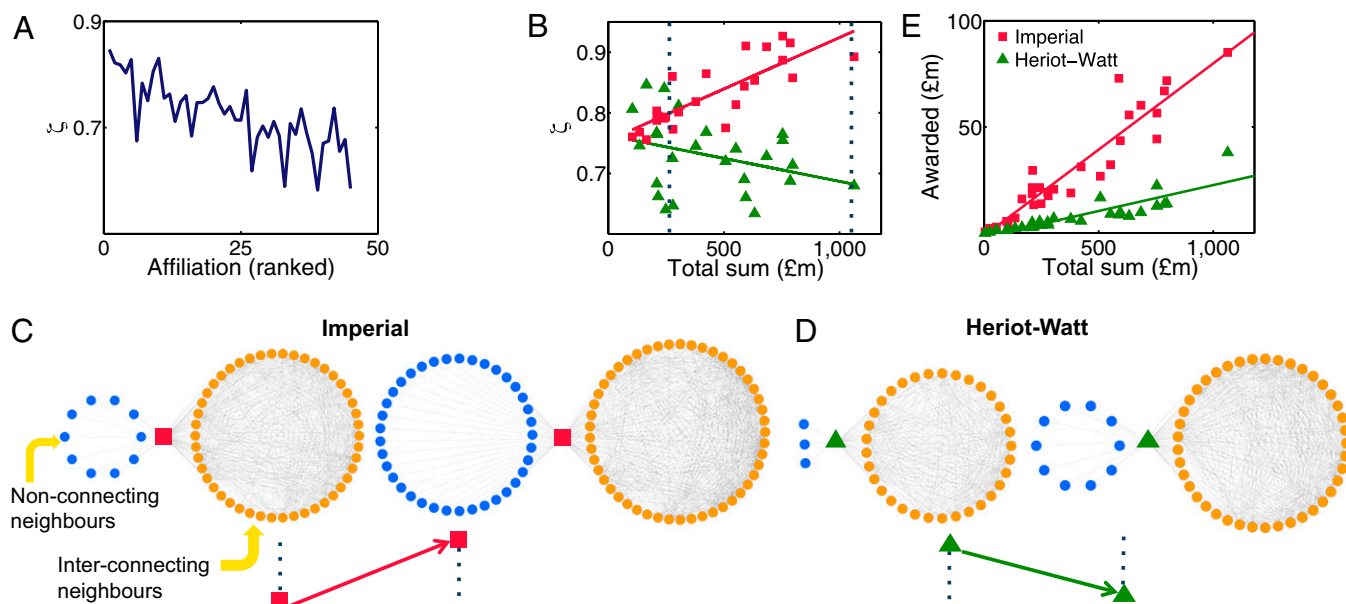 A
0.9
0.7
ζ
0
25
50
Affiliation (ranked)
B
0.9
0.8
0.7
ζ
0
500
1,000
Total sum (£m)
E
100
50
Awarded (£m)
Imperial
Heriot–Watt
0
500
1,000
Total sum (£m)
C
Imperial
D
Heriot-Watt
Non-connecting
neighbours
Inter-connecting
neighbours